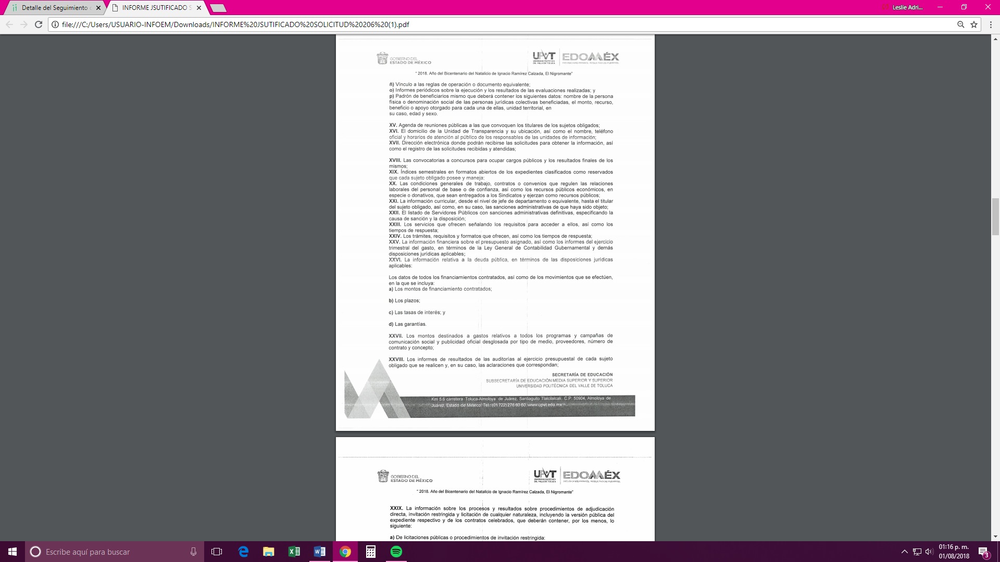 Detalle del Seguimiento
INFORME JSUTIFICADO S
Leslie Adri...
file:///C:/Users/USUARIO-INFOEM/Downloads/INFORME%20JSUTIFICADO%20SOLICITUD%20206%20(1).pdf
GOBIERNO DEL
ESTADO DE MÉXICO
UPVT
UNIVERSIDAD POLITÉCNICA
DEL VALLE DE TOLUCA
EDOMÉX
DECISIONES FIRMES, RESULTADOS FUERTES.
" 2018. Año del Bicentenario del Natalicio de Ignacio Ramírez Calzada, El Nigromante"
ñ) Vínculo a las reglas de operación o documento equivalente;
o) Informes periódicos sobre la ejecución y los resultados de las evaluaciones realizadas; y
p) Padrón de beneficiarios mismo que deberá contener los siguientes datos: nombre de la persona
física o denominación social de las personas jurídicas colectivas beneficiadas, el monto, recurso,
beneficio o apoyo otorgado para cada una de ellas, unidad territorial, en
su caso, edad y sexo.
XV. Agenda de reuniones públicas a las que convoquen los titulares de los sujetos obligados;
XVI. El domicilio de la Unidad de Transparencia y su ubicación, así como el nombre, teléfono
oficial y horarios de atención al público de los responsables de las unidades de información;
XVII. Dirección electrónica donde podrán recibirse las solicitudes para obtener la información, así
como el registro de las solicitudes recibidas y atendidas;
XVIII. Las convocatorias a concursos para ocupar cargos públicos y los resultados finales de los
mismos;
XIX. Índices semestrales en formatos abiertos de los expedientes clasificados como reservados
que cada sujeto obligado posee y maneja;
XX. Las condiciones generales de trabajo, contratos o convenios que regulen las relaciones
laborales del personal de base o de confianza, así como los recursos públicos económicos, en
especie o donativos, que sean entregados a los Sindicatos y ejerzan como recursos públicos;
XXI. La información curricular, desde el nivel de jefe de departamento o equivalente, hasta el titular
del sujeto obligado, así como, en su caso, las sanciones administrativas de que haya sido objeto;
XXII. El listado de Servidores Públicos con sanciones administrativas definitivas, especificando la
causa de sanción y la disposición;
XXIII. Los servicios que ofrecen señalando los requisitos para acceder a ellos, así como los
tiempos de respuesta;
XXIV. Los trámites, requisitos y formatos que ofrecen, así como los tiempos de respuesta;
XXV. La información financiera sobre el presupuesto asignado, así como los informes del ejercicio
trimestral del gasto, en términos de la Ley General de Contabilidad Gubernamental y demás
disposiciones jurídicas aplicables;
XXVI. La información relativa a la deuda pública, en términos de las disposiciones jurídicas
aplicables:
Los datos de todos los financiamientos contratados, así como de los movimientos que se efectúen,
en la que se incluya:
a) Los montos de financiamiento contratados;
b) Los plazos;
c) Las tasas de interés; y
d) Las garantías.
XXVII. Los montos destinados a gastos relativos a todos los programas y campañas de
comunicación social y publicidad oficial desglosada por tipo de medio, proveedores, número de
contrato y concepto;
XXVIII. Los informes de resultados de las auditorías al ejercicio presupuestal de cada sujeto
obligado que se realicen y, en su caso, las aclaraciones que correspondan;
SECRETARÍA DE EDUCACIÓN
SUBSECRETARÍA DE EDUCACIÓN MEDIA SUPERIOR Y SUPERIOR
UNIVERSIDAD POLITÉCNICA DEL VALLE DE TOLUCA
Km 5.6 carretera Toluca-Almoloya de Juárez, Santiaguito Tlalcilalcali, C.P. 50904, Almoloya de
Juárez, Estado de México Tel.: (01 722) 276 60 60. www.upvt.edu.mx
GOBIERNO DEL
ESTADO DE MÉXICO
UPVT
UNIVERSIDAD POLITÉCNICA
DEL VALLE DE TOLUCA
EDOMÉX
DECISIONES FIRMES, RESULTADOS FUERTES.
" 2018. Año del Bicentenario del Natalicio de Ignacio Ramírez Calzada, El Nigromante"
XXIX. La información sobre los procesos y resultados sobre procedimientos de adjudicación
directa, invitación restringida y licitación de cualquier naturaleza, incluyendo la versión pública del
expediente respectivo y de los contratos celebrados, que deberán contener, por los menos, lo
siguiente:
a) De licitaciones públicas o procedimientos de invitación restringida:
Escribe aquí para buscar
01:16 p. m.
01/08/2018
3